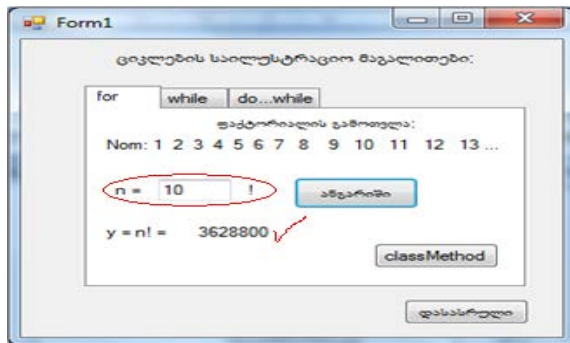 Form1
ციკლების საილუსტრაციო მაგალითები:
for while do...while
ფაქტორიალის გამოთვლა:
Nom: 1 2 3 4 5 6 7 8 9 10 11 12 13 ...
n = 10 ! ანგარიში
y = n! = 3628800
classMethod
დასასრული